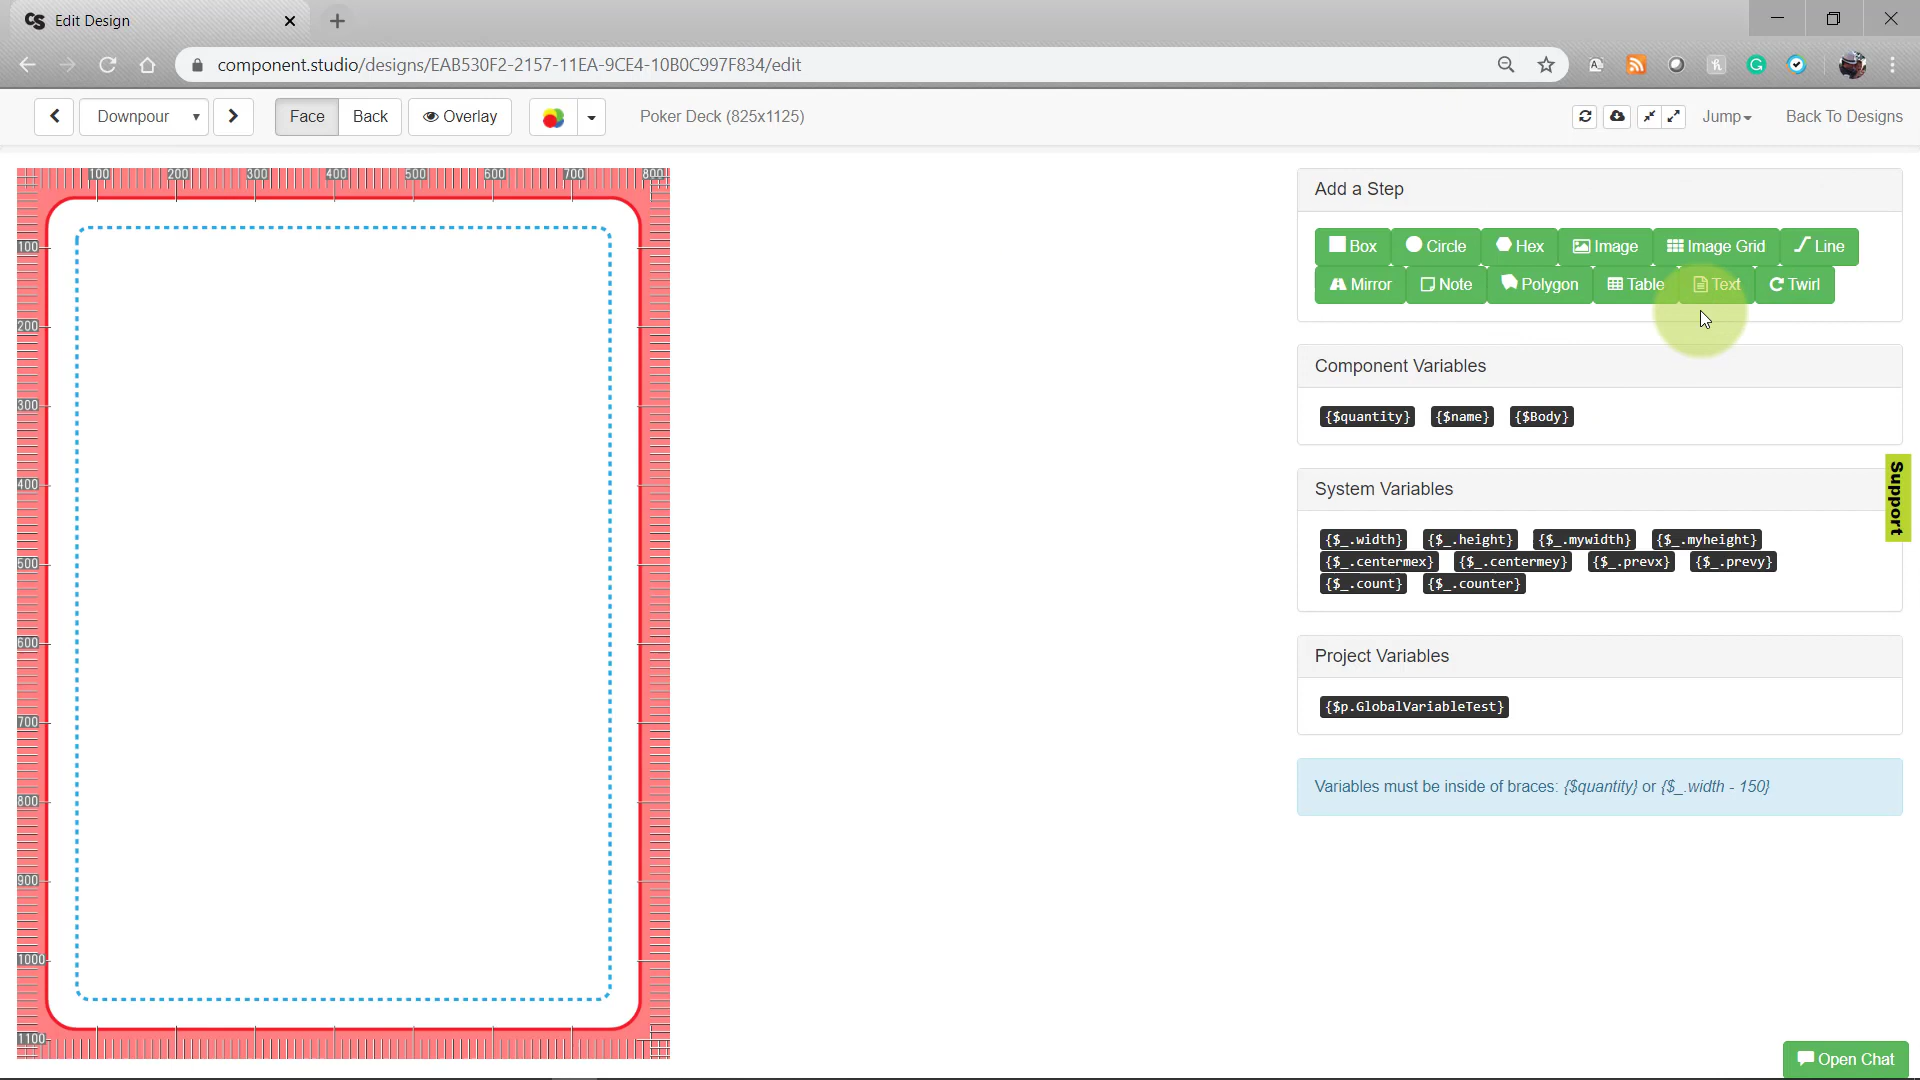 Edit Design
component.studio/designs/EAB530F2-2157-11EA-9CE4-10B0C997F834/edit
Downpour Face Back Overlay Poker Deck (825x1125) Jump Back To Designs
100 200 300 400 500 600 700 800
100
200
300
400
500
600
700
800
900
1000
1100
Add a Step
Box Circle Hex Image Image Grid Line
Mirror Note Polygon Table Text Twirl
Component Variables
{$quantity} {$name} {$Body}
System Variables
{$_.width} {$_.height} {$_.mywidth} {$_.myheight}
{$_.centermex} {$_.centermey} {$_.prevx} {$_.prevy}
{$_.count} {$_.counter}
Support
Project Variables
{$p.GlobalVariableTest}
Variables must be inside of braces: {$quantity} or {$_.width - 150}
Open Chat